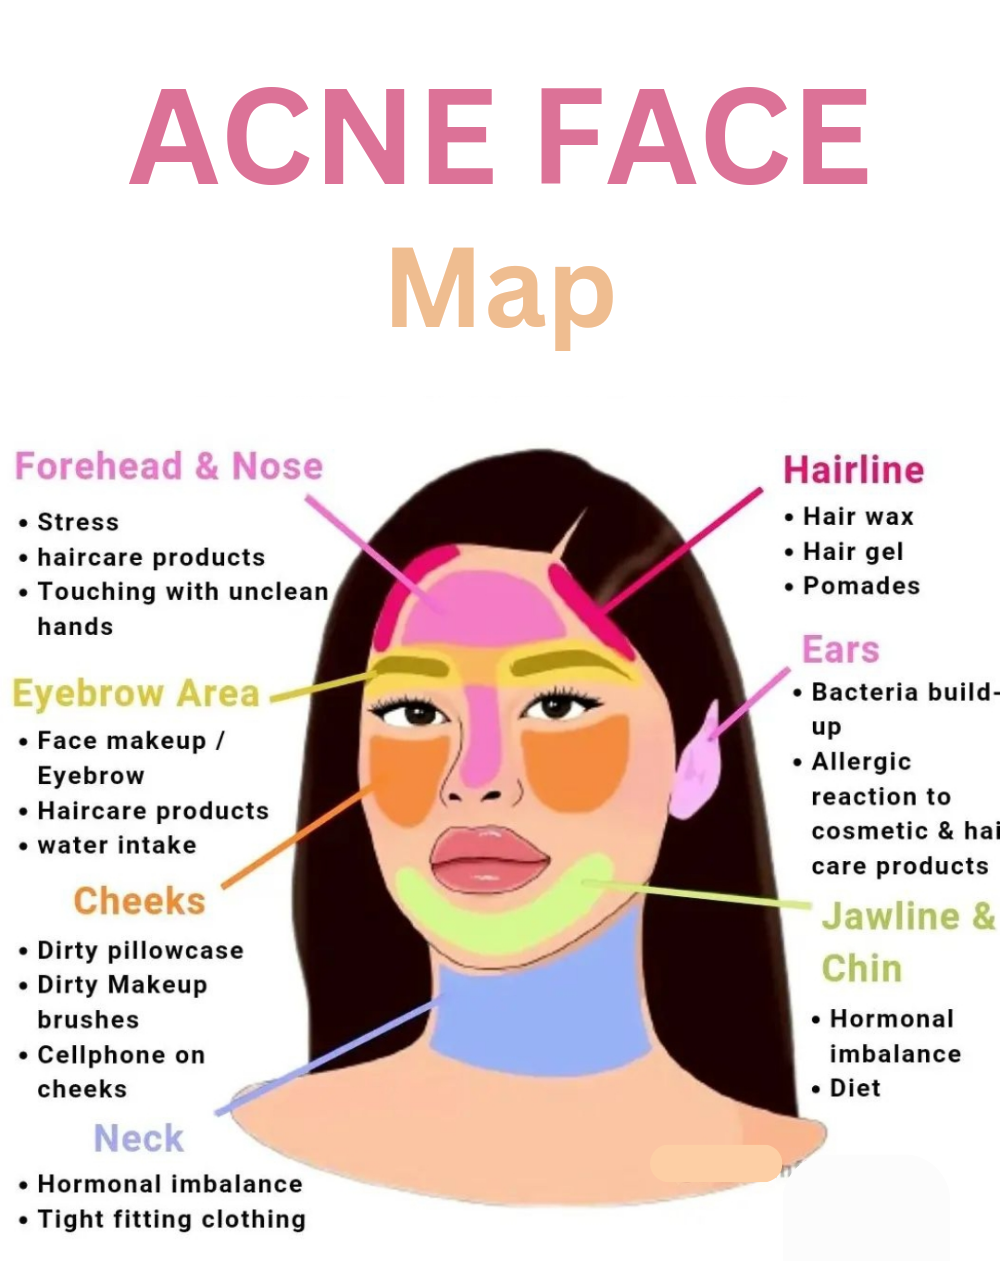 ACNE FACE
Map
Forehead & Nose
• Stress
• haircare products
• Touching with unclean
hands
Eyebrow Area
• Face makeup /
Eyebrow
• Haircare products
• water intake
Cheeks
• Dirty pillowcase
• Dirty Makeup
brushes
• Cellphone on
cheeks
Neck
• Hormonal imbalance
• Tight fitting clothing
Hairline
• Hair wax
• Hair gel
• Pomades
Ears
• Bacteria build-
up
• Allergic
reaction to
cosmetic & hai
care products
Jawline &
Chin
• Hormonal
imbalance
• Diet